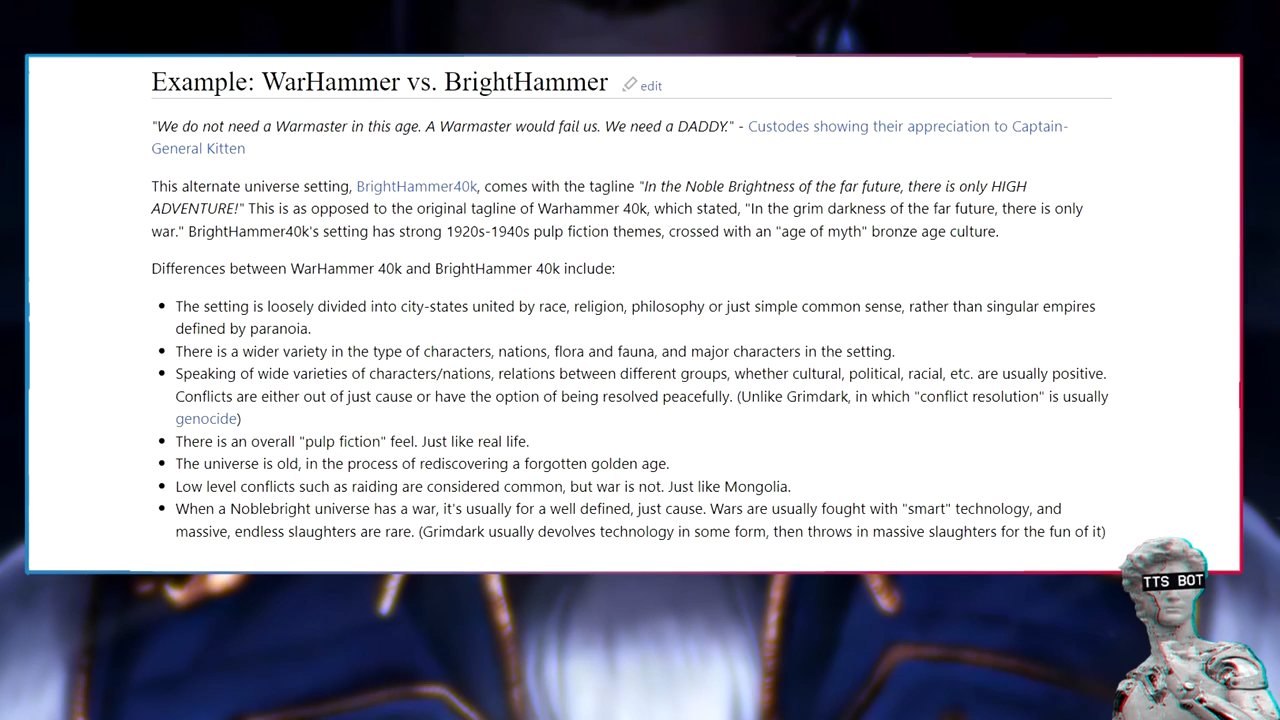 Example: WarHammer vs. BrightHammer edit
"We do not need a Warmaster in this age. A Warmaster would fail us. We need a DADDY." - Custodes showing their appreciation to Captain-
General Kitten
This alternate universe setting, BrightHammer40k, comes with the tagline "In the Noble Brightness of the far future, there is only HIGH
ADVENTURE!" This is as opposed to the original tagline of Warhammer 40k, which stated, "In the grim darkness of the far future, there is only
war." BrightHammer40k's setting has strong 1920s-1940s pulp fiction themes, crossed with an "age of myth" bronze age culture.
Differences between WarHammer 40k and BrightHammer 40k include:
• The setting is loosely divided into city-states united by race, religion, philosophy or just simple common sense, rather than singular empires
defined by paranoia.
• There is a wider variety in the type of characters, nations, flora and fauna, and major characters in the setting.
• Speaking of wide varieties of characters/nations, relations between different groups, whether cultural, political, racial, etc. are usually positive.
Conflicts are either out of just cause or have the option of being resolved peacefully. (Unlike Grimdark, in which "conflict resolution" is usually
genocide)
• There is an overall "pulp fiction" feel. Just like real life.
• The universe is old, in the process of rediscovering a forgotten golden age.
• Low level conflicts such as raiding are considered common, but war is not. Just like Mongolia.
• When a Noblebright universe has a war, it's usually for a well defined, just cause. Wars are usually fought with "smart" technology, and
massive, endless slaughters are rare. (Grimdark usually devolves technology in some form, then throws in massive slaughters for the fun of it)
TTS BOT